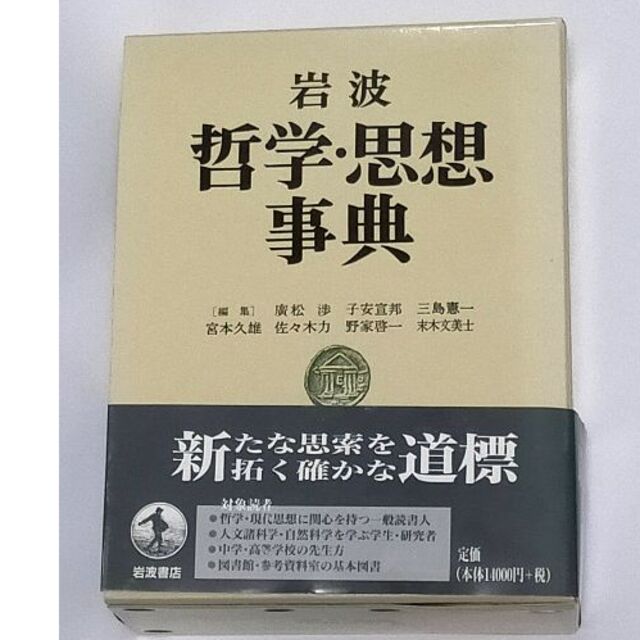 岩波
哲学・思想
事典
［編集］ 廣松渉 子安宣邦 三島憲一
宮本久雄 佐々木力 野家啓一 末木文美士
新たな思索を
拓く確かな道標
対象読者
●哲学・現代思想に関心を持つ一般読書人
●人文諸科学・自然科学を学ぶ学生・研究者
●中学・高等学校の先生方
●図書館・参考資料室の基本図書
岩波書店
定価
(本体14000円+税)